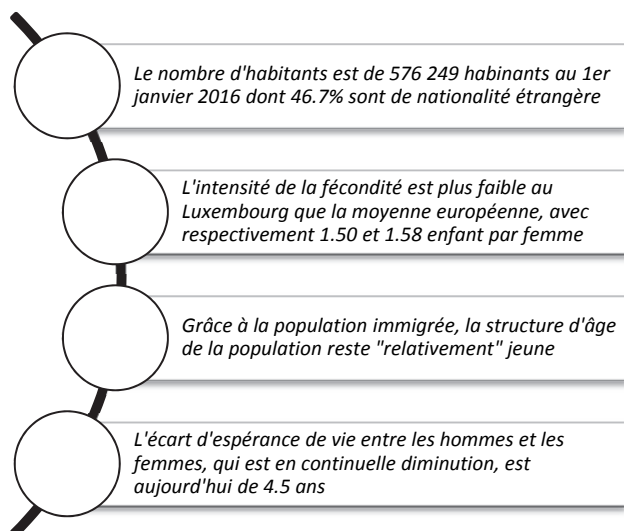 Le nombre d'habitants est de 576 249 habinants au 1er
janvier 2016 dont 46.7% sont de nationalité étrangère
L'intensité de la fécondité est plus faible au
Luxembourg que la moyenne européenne, avec
respectivement 1.50 et 1.58 enfant par femme
Grâce à la population immigrée, la structure d'âge
de la population reste "relativement" jeune
L'écart d'espérance de vie entre les hommes et les
femmes, qui est en continuelle diminution, est
aujourd'hui de 4.5 ans